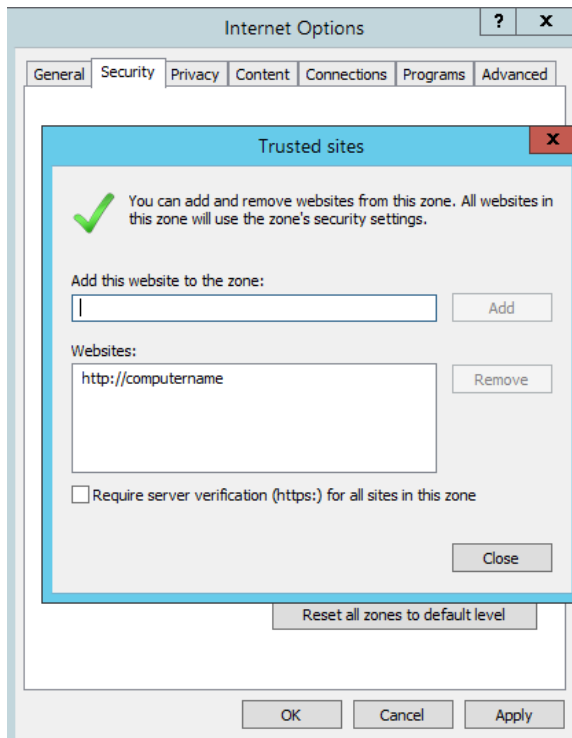 Internet Options
? x
General Security Privacy Content Connections Programs Advanced
Trusted sites
x
You can add and remove websites from this zone. All websites in
this zone will use the zone's security settings.
Add this website to the zone:
Add
Websites:
http://computername
Remove
Require server verification (https:) for all sites in this zone
Close
Reset all zones to default level
OK Cancel Apply